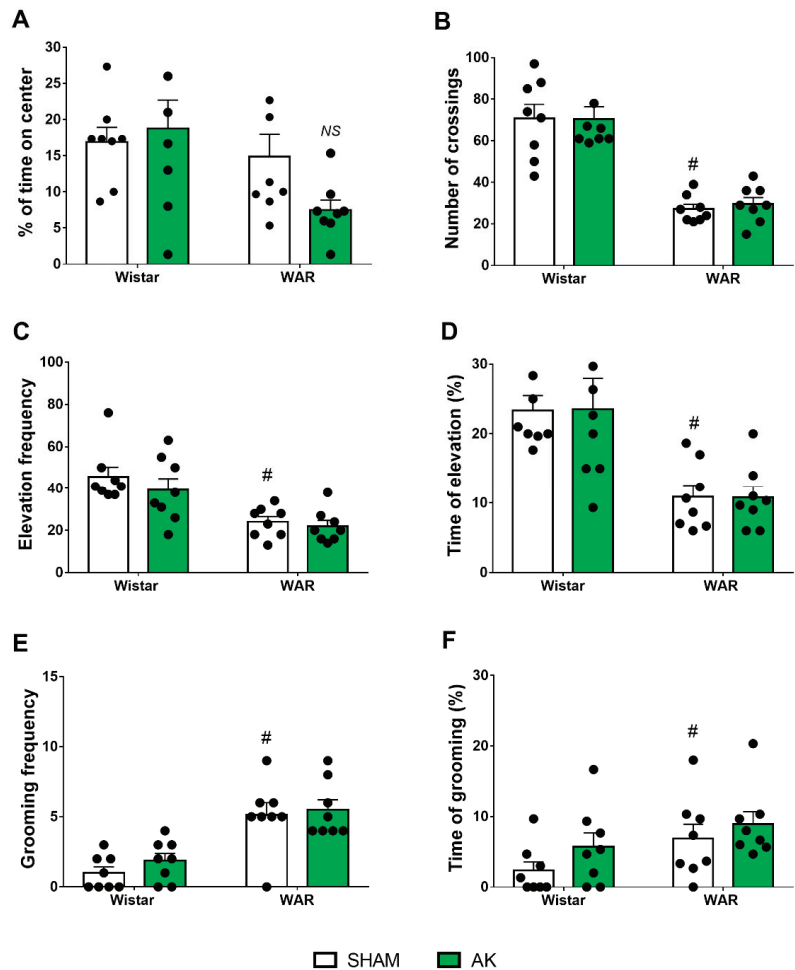 A
% of time on center
30
25
20
15
10
5
0
NS
Wistar
WAR
B
Number of crossings
100
80
60
40
20
0
#
Wistar
WAR
C
Elevation frequency
100
80
60
40
20
0
#
Wistar
WAR
D
Time of elevation (%)
30
20
10
0
#
Wistar
WAR
E
Grooming frequency
15
10
5
0
#
Wistar
WAR
F
Time of grooming (%)
30
20
10
0
#
Wistar
WAR
SHAM
AK